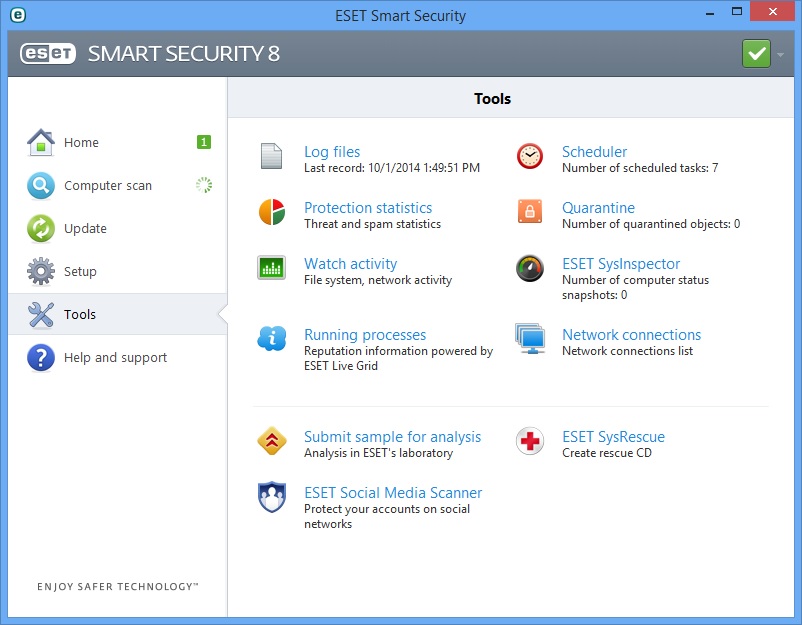 e
ESET Smart Security
eseT SMART SECURITY 8
Home
1
Computer scan
Update
Setup
Tools
Help and support
ENJOY SAFER TECHNOLOGY™
Tools
Log files
Last record: 10/1/2014 1:49:51 PM
Scheduler
Number of scheduled tasks: 7
Protection statistics
Threat and spam statistics
Quarantine
Number of quarantined objects: 0
Watch activity
File system, network activity
ESET SysInspector
Number of computer status
snapshots: 0
Running processes
Reputation information powered by
ESET Live Grid
Network connections
Network connections list
Submit sample for analysis
Analysis in ESET's laboratory
ESET SysRescue
Create rescue CD
ESET Social Media Scanner
Protect your accounts on social
networks